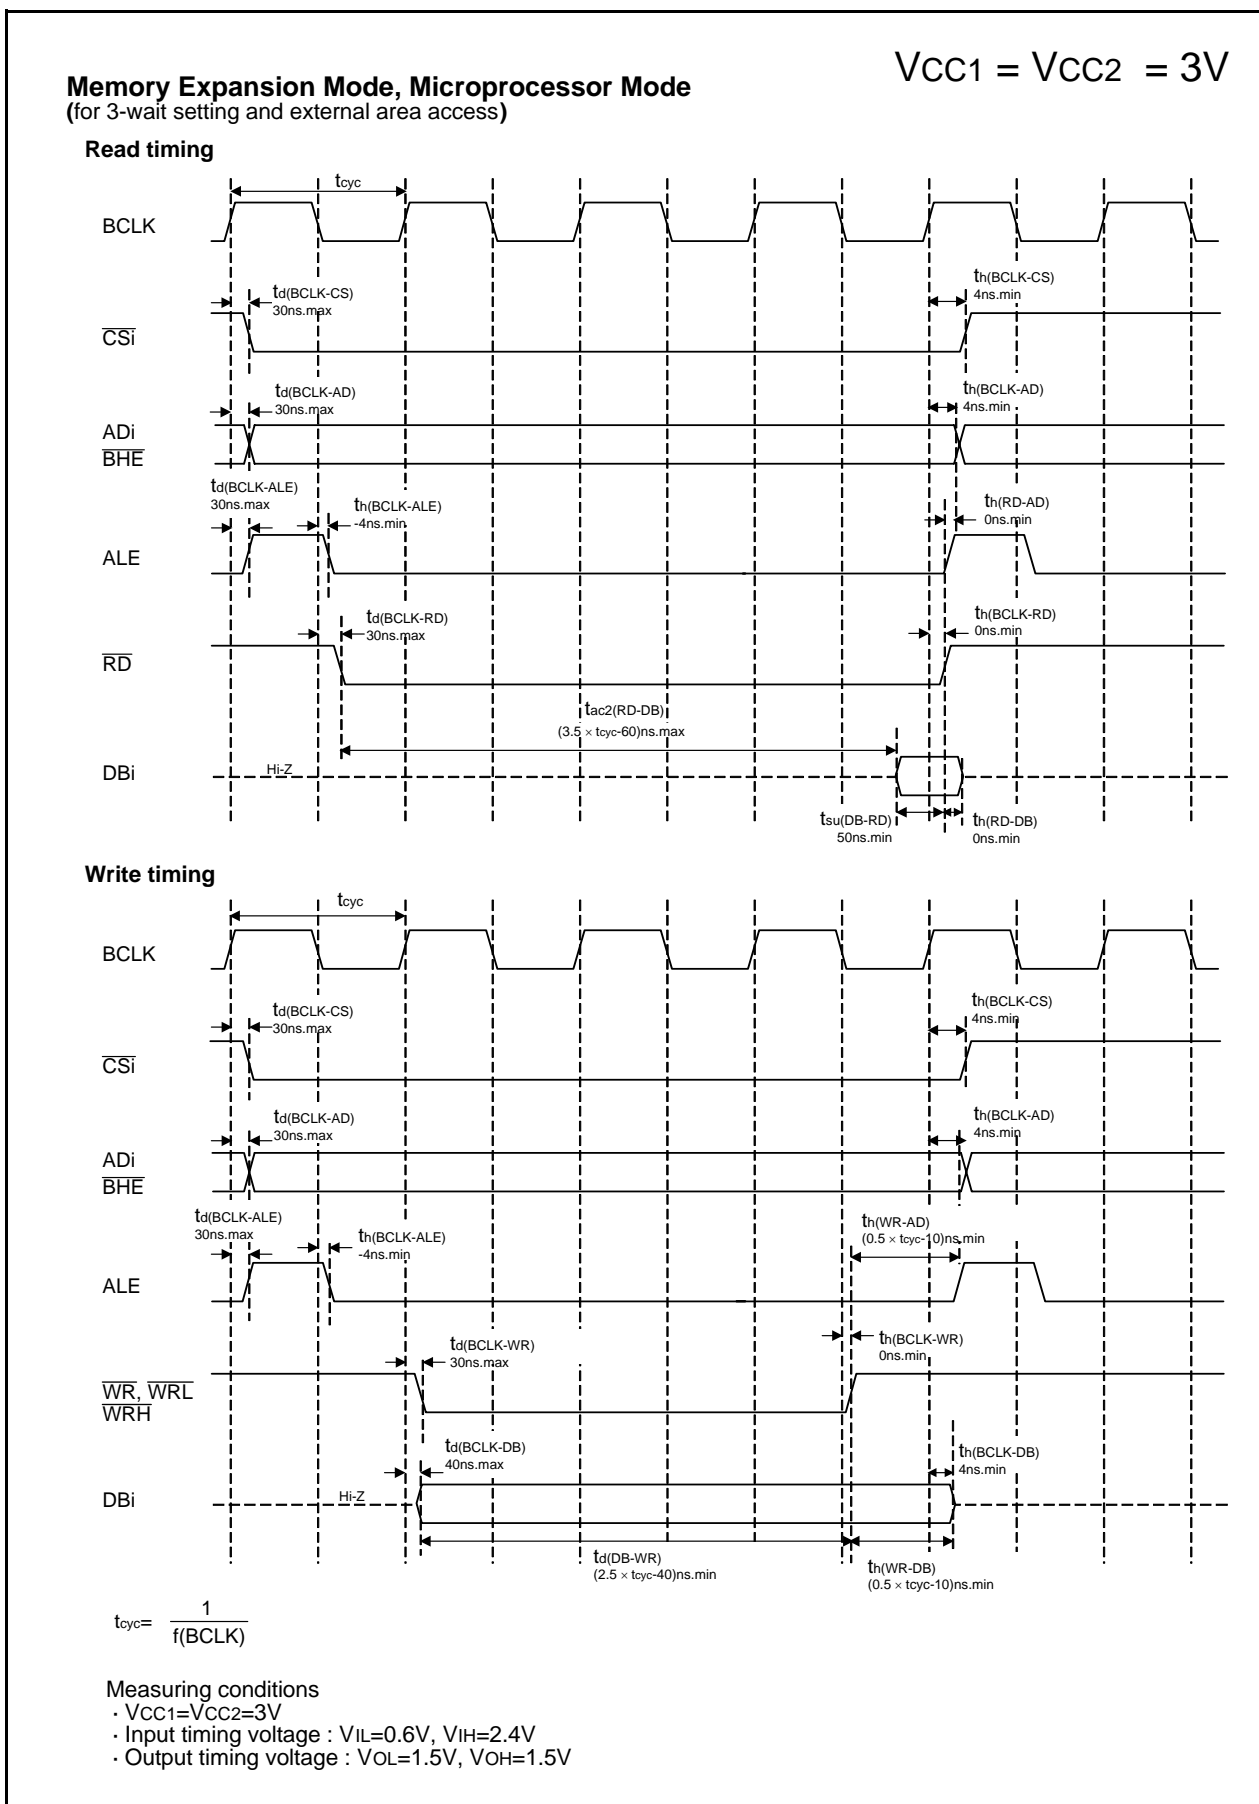 VCC1 = VCC2 = 3V
Memory Expansion Mode, Microprocessor Mode
(for 3-wait setting and external area access)
Read timing
tcyc
BCLK
td(BCLK-CS)
30ns.max
th(BCLK-CS)
4ns.min
CSi
td(BCLK-AD)
30ns.max
th(BCLK-AD)
4ns.min
ADi
BHE
td(BCLK-ALE)
30ns.max
th(BCLK-ALE)
-4ns.min
th(RD-AD)
0ns.min
ALE
td(BCLK-RD)
30ns.max
th(BCLK-RD)
0ns.min
RD
tac2(RD-DB)
(3.5 × tcyc-60)ns.max
DBi
Hi-Z
tsu(DB-RD)
50ns.min
th(RD-DB)
0ns.min
Write timing
tcyc
BCLK
td(BCLK-CS)
30ns.max
th(BCLK-CS)
4ns.min
CSi
td(BCLK-AD)
30ns.max
th(BCLK-AD)
4ns.min
ADi
BHE
td(BCLK-ALE)
30ns.max
th(BCLK-ALE)
-4ns.min
th(WR-AD)
(0.5 × tcyc-10)ns.min
ALE
td(BCLK-WR)
30ns.max
th(BCLK-WR)
0ns.min
WR, WRL
WRH
td(BCLK-DB)
40ns.max
th(BCLK-DB)
4ns.min
DBi
Hi-Z
td(DB-WR)
(2.5 × tcyc-40)ns.min
th(WR-DB)
(0.5 × tcyc-10)ns.min
tcyc= 1
f(BCLK)
Measuring conditions
· VCC1=VCC2=3V
· Input timing voltage : VIL=0.6V, VIH=2.4V
· Output timing voltage : VOL=1.5V, VOH=1.5V